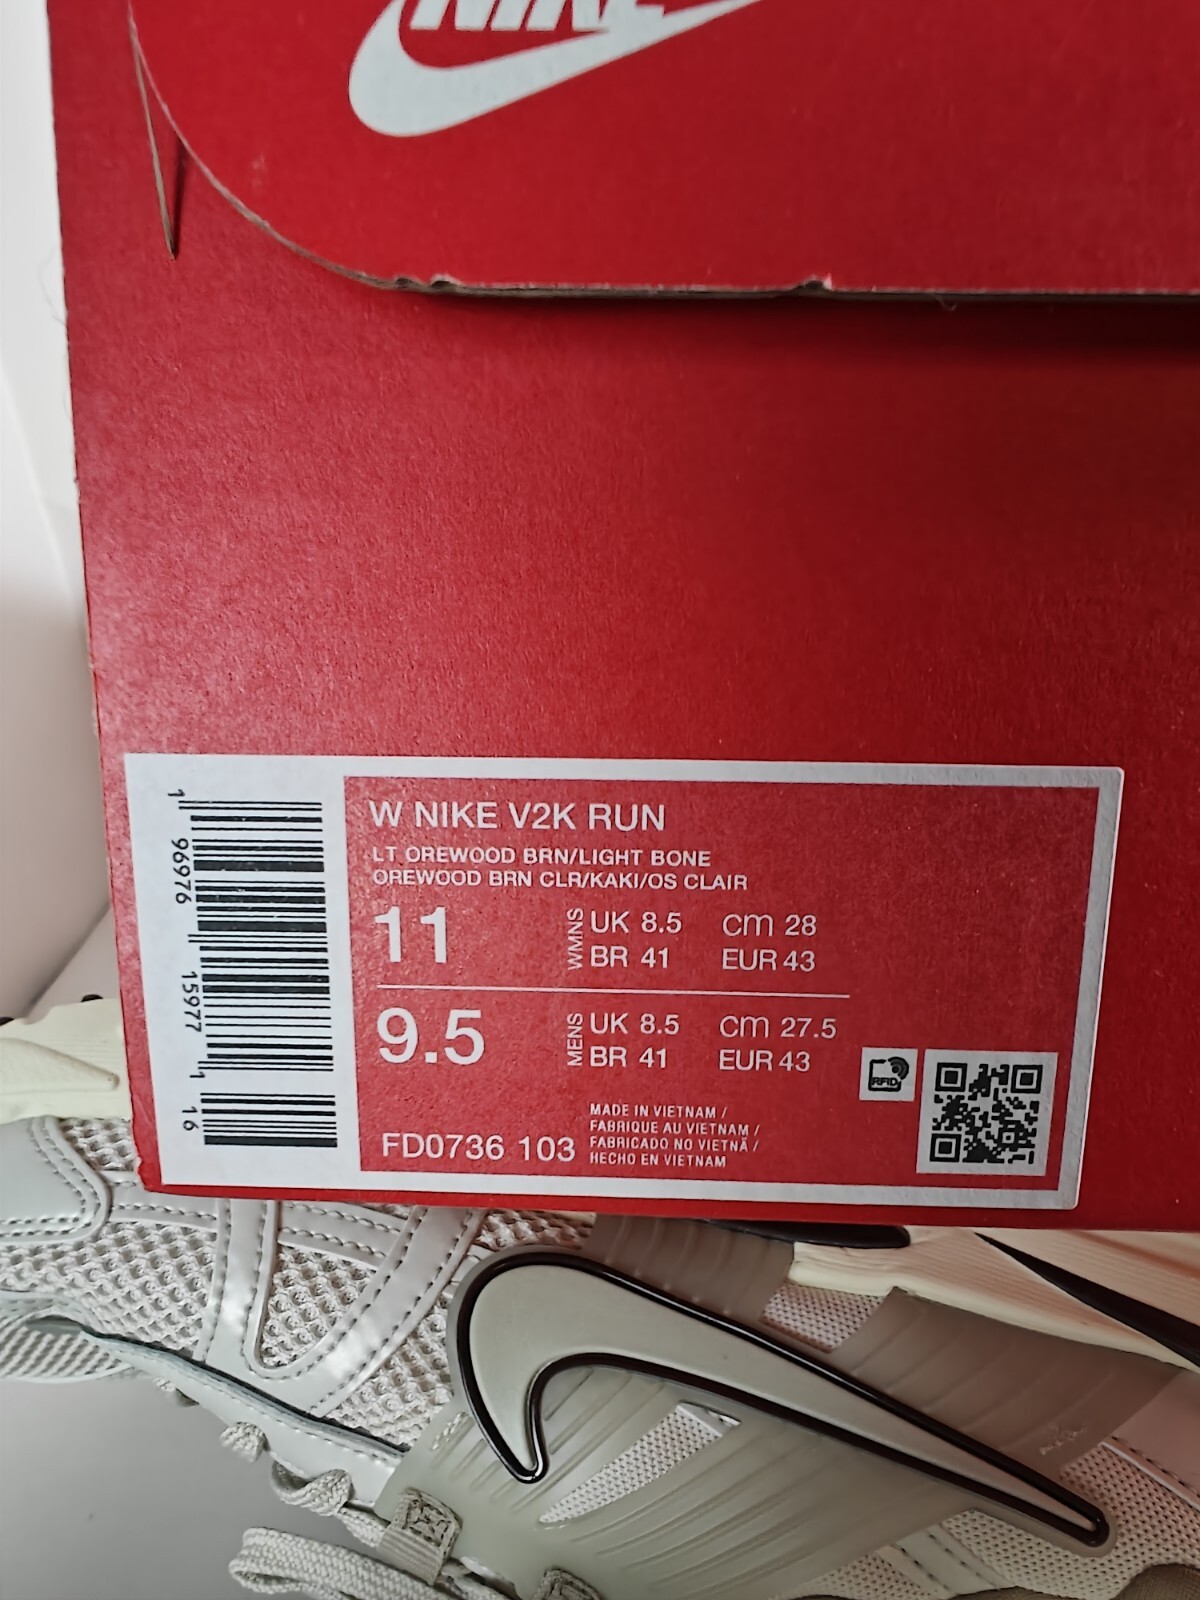 NIKE
W NIKE V2K RUN
LT OREWOOD BRN/LIGHT BONE
OREWOOD BRN CLR/KAKI/OS CLAIR
11 WMNS UK 8.5 cm 28
BR 41 EUR 43
9.5 MENS UK 8.5 cm 27.5
BR 41 EUR 43
RFID
FD0736 103
MADE IN VIETNAM /
FABRIQUE AU VIETNAM /
FABRICADO NO VIETNÃ /
HECHO EN VIETNAM
1 96976 15977 1 16